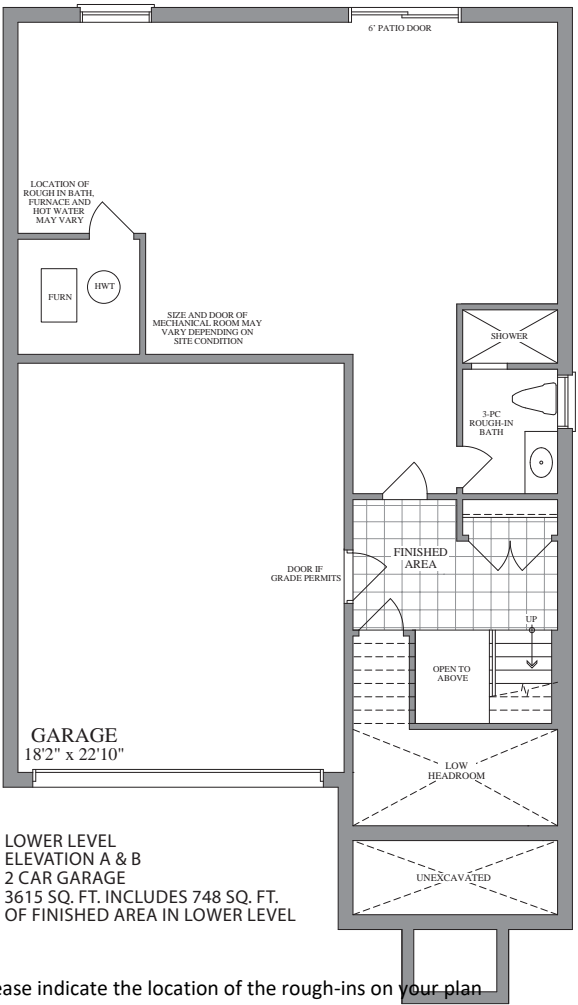 6' PATIO DOOR
LOCATION OF
ROUGH IN BATH,
FURNACE AND
HOT WATER
MAY VARY
FURN
HWT
SIZE AND DOOR OF
MECHANICAL ROOM MAY
VARY DEPENDING ON
SITE CONDITION
SHOWER
3-PC
ROUGH-IN
BATH
FINISHED
AREA
DOOR IF
GRADE PERMITS
UP
OPEN TO
ABOVE
GARAGE
18'2" x 22'10"
LOW
HEADROOM
UNEXCAVATED
LOWER LEVEL
ELEVATION A & B
2 CAR GARAGE
3615 SQ. FT. INCLUDES 748 SQ. FT.
OF FINISHED AREA IN LOWER LEVEL
ease indicate the location of the rough-ins on your plan